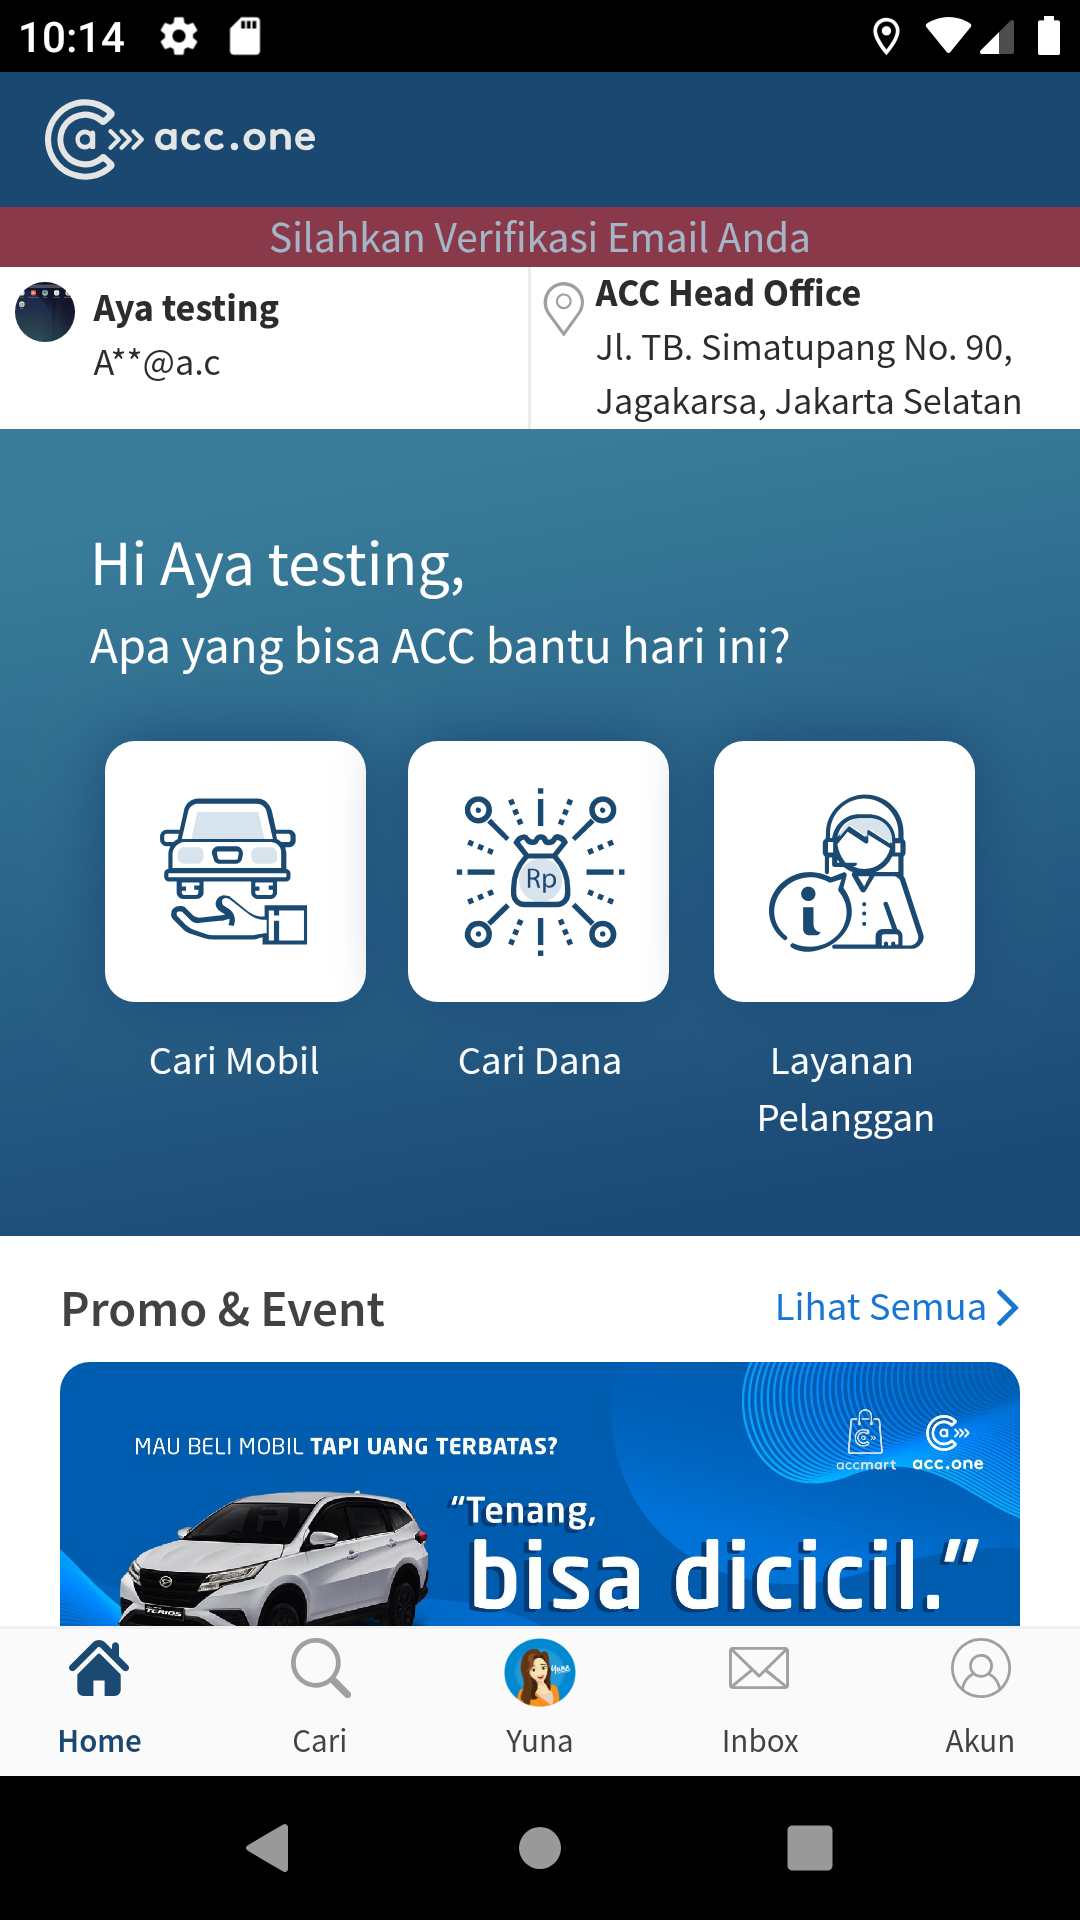 10:14
a acc.one
Silahkan Verifikasi Email Anda
Aya testing
A**@a.c
ACC Head Office
Jl. TB. Simatupang No. 90,
Jagakarsa, Jakarta Selatan
Hi Aya testing,
Apa yang bisa ACC bantu hari ini?
Rp
i
Cari Mobil
Cari Dana
Layanan
Pelanggan
Promo & Event
Lihat Semua
MAU BELI MOBIL TAPI UANG TERBATAS?
a accmart
a acc.one
“Tenang,
bisa dicicil.”
TERIOS
Yuna
Home
Cari
Yuna
Inbox
Akun